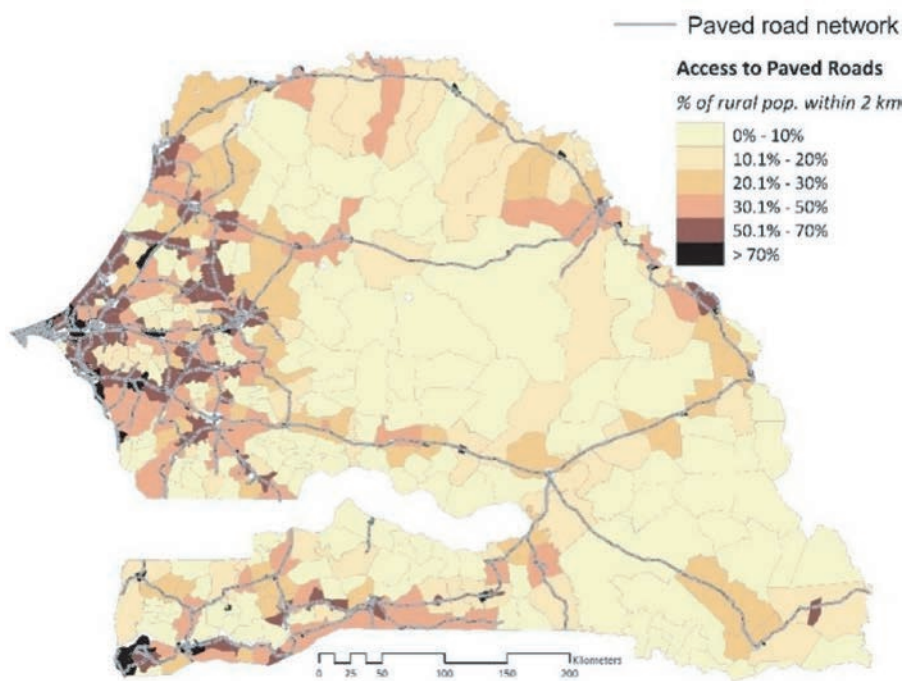 Paved road network
Access to Paved Roads
% of rural pop. within 2 km
0% - 10%
10.1% - 20%
20.1% - 30%
30.1% - 50%
50.1% - 70%
> 70%
Kilometers
0 25 50 100 150 200